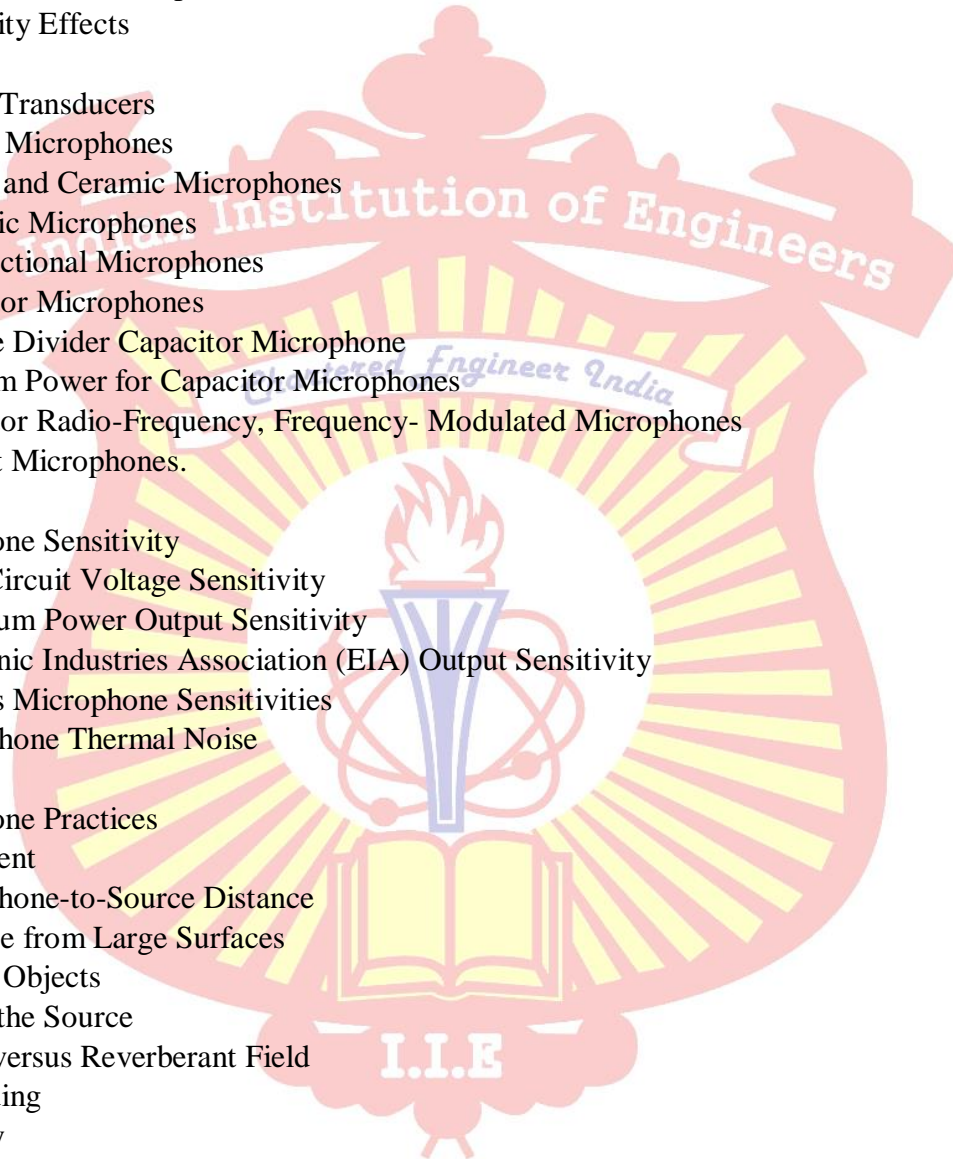 ity Effects
Transducers
Microphones
and Ceramic Microphones
ic Microphones
ctional Microphones
or Microphones
e Divider Capacitor Microphone
m Power for Capacitor Microphones
or Radio-Frequency, Frequency- Modulated Microphones
t Microphones.
one Sensitivity
Circuit Voltage Sensitivity
um Power Output Sensitivity
nic Industries Association (EIA) Output Sensitivity
s Microphone Sensitivities
hone Thermal Noise
one Practices
ent
hone-to-Source Distance
e from Large Surfaces
Objects
the Source
versus Reverberant Field
ing
y
Indian Institution of Engineers
Chartered Engineer India
I.I.E